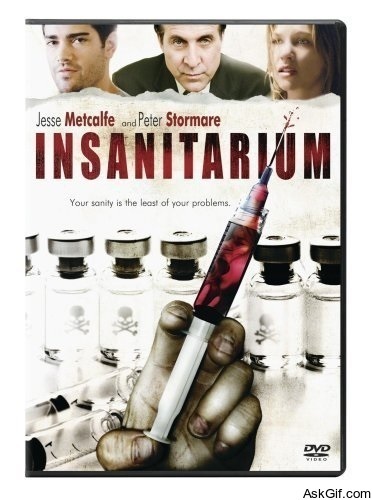 Jesse Metcalfe and Peter Stormare
INSANITARIUM
Your sanity is the least of your problems.
DVD
VIDEO
AskGif.com